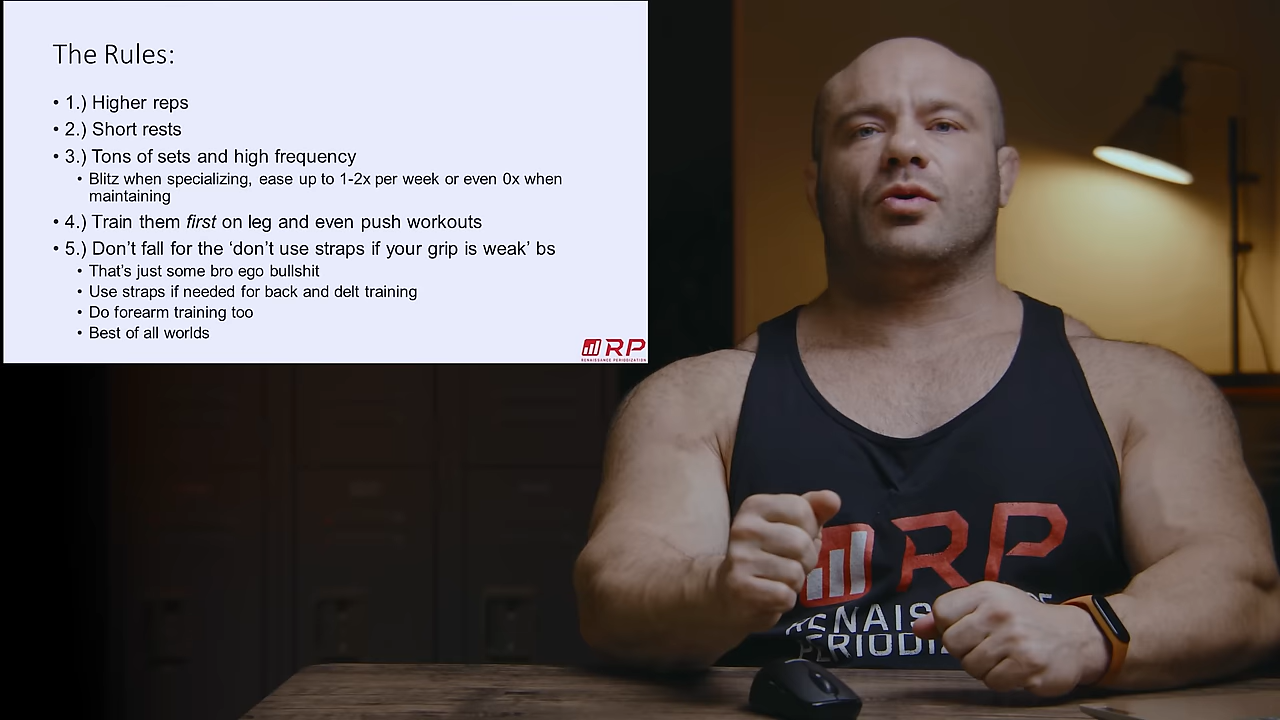 The Rules:
• 1.) Higher reps
• 2.) Short rests
• 3.) Tons of sets and high frequency
• Blitz when specializing, ease up to 1-2x per week or even 0x when
maintaining
• 4.) Train them first on leg and even push workouts
• 5.) Don't fall for the 'don't use straps if your grip is weak' bs
• That's just some bro ego bullshit
• Use straps if needed for back and delt training
• Do forearm training too
• Best of all worlds
RP
RENAISSANCE PERIODIZATION
RP